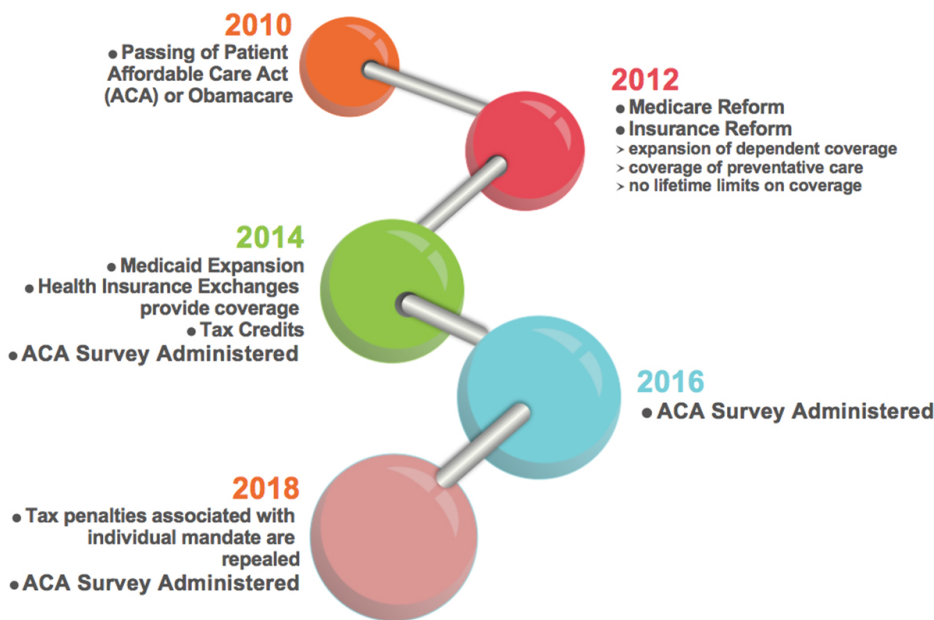 2010
• Passing of Patient
Affordable Care Act
(ACA) or Obamacare
2012
• Medicare Reform
• Insurance Reform
> expansion of dependent coverage
> coverage of preventative care
> no lifetime limits on coverage
2014
• Medicaid Expansion
• Health Insurance Exchanges
provide coverage
• Tax Credits
• ACA Survey Administered
2016
• ACA Survey Administered
2018
• Tax penalties associated with
individual mandate are
repealed
• ACA Survey Administered